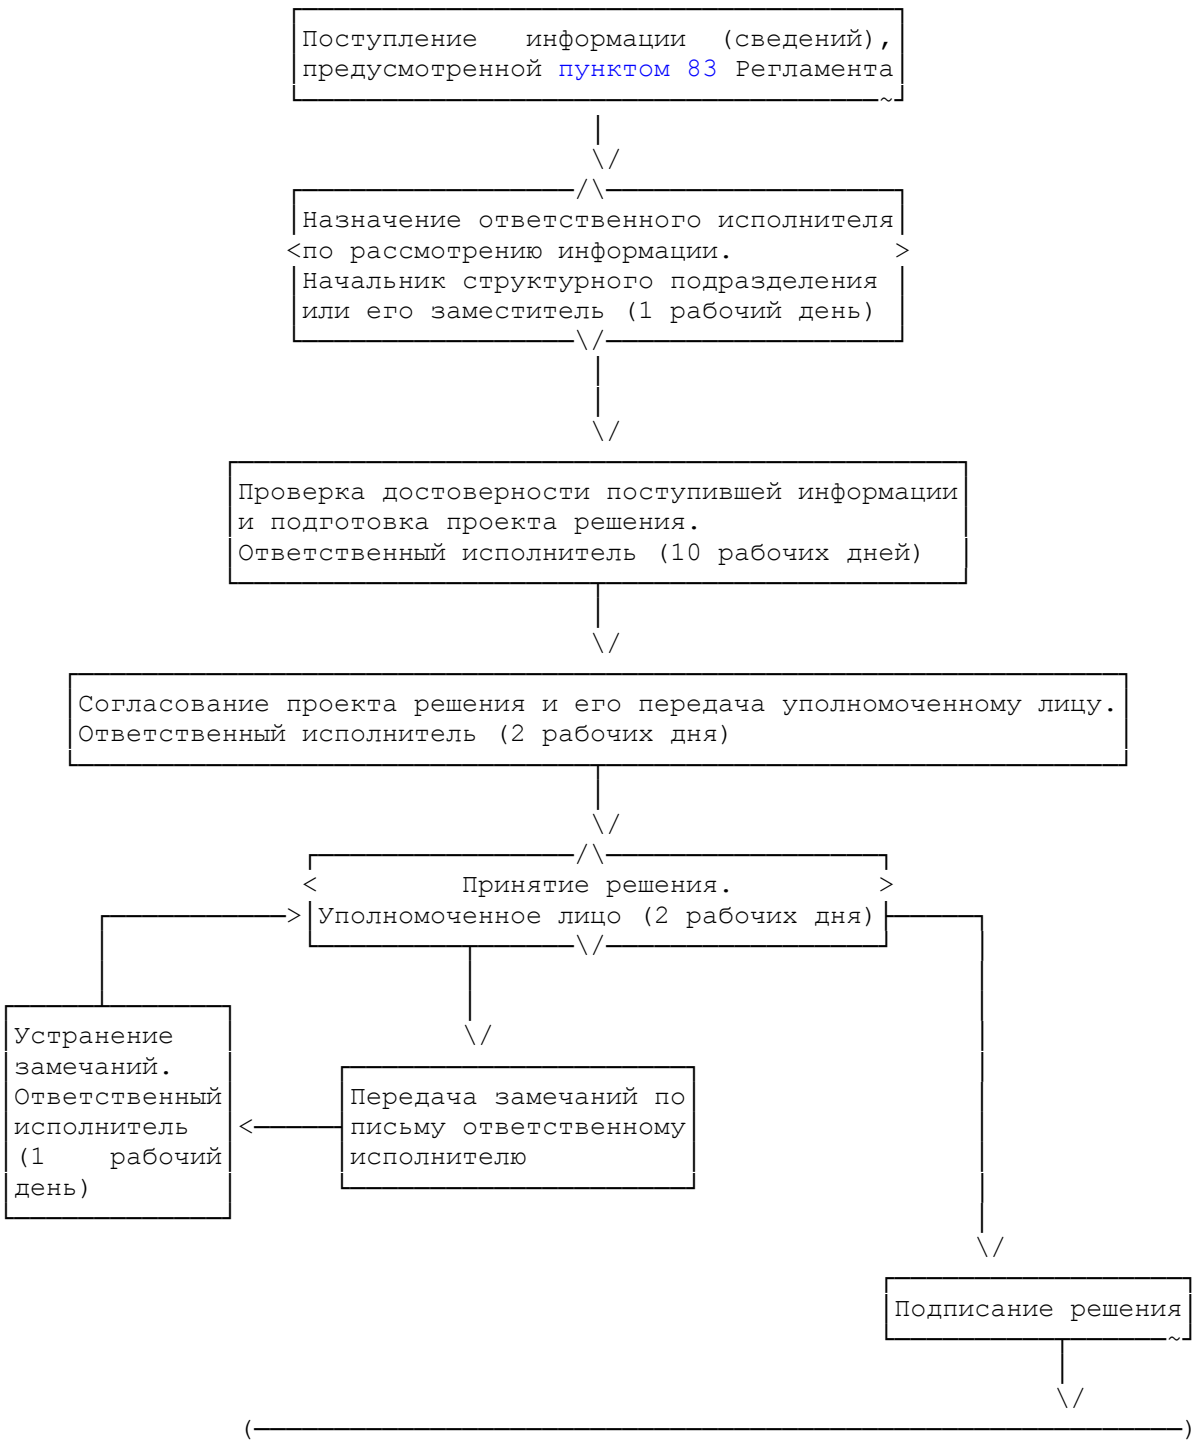 Поступление информации (сведений),
предусмотренной пунктом 83 Регламента
Назначение ответственного исполнителя
по рассмотрению информации.
Начальник структурного подразделения
или его заместитель (1 рабочий день)
Проверка достоверности поступившей информации
и подготовка проекта решения.
Ответственный исполнитель (10 рабочих дней)
Согласование проекта решения и его передача уполномоченному лицу.
Ответственный исполнитель (2 рабочих дня)
Принятие решения.
Уполномоченное лицо (2 рабочих дня)
Устранение
замечаний.
Ответственный
исполнитель
(1 рабочий
день)
Передача замечаний по
письму ответственному
исполнителю
Подписание решения